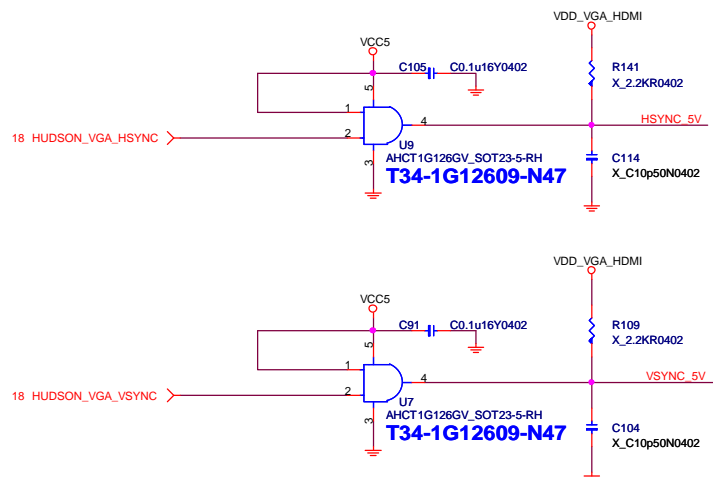 VDD_VGA_HDMI
VCC5
C105 C0.1u16Y0402
R141
X_2.2KR0402
5
1
4
HSYNC_5V
18 HUDSON_VGA_HSYNC
2
U9
3
AHCT1G126GV_SOT23-5-RH
T34-1G12609-N47
C114
X_C10p50N0402
VDD_VGA_HDMI
VCC5
C91 C0.1u16Y0402
R109
X_2.2KR0402
5
1
4
VSYNC_5V
18 HUDSON_VGA_VSYNC
2
U7
3
AHCT1G126GV_SOT23-5-RH
T34-1G12609-N47
C104
X_C10p50N0402